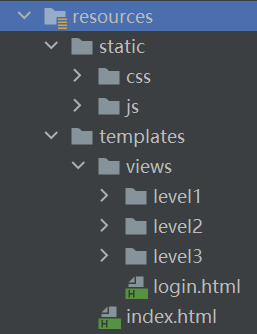 resources
static
css
js
templates
views
level1
level2
level3
login.html
index.html